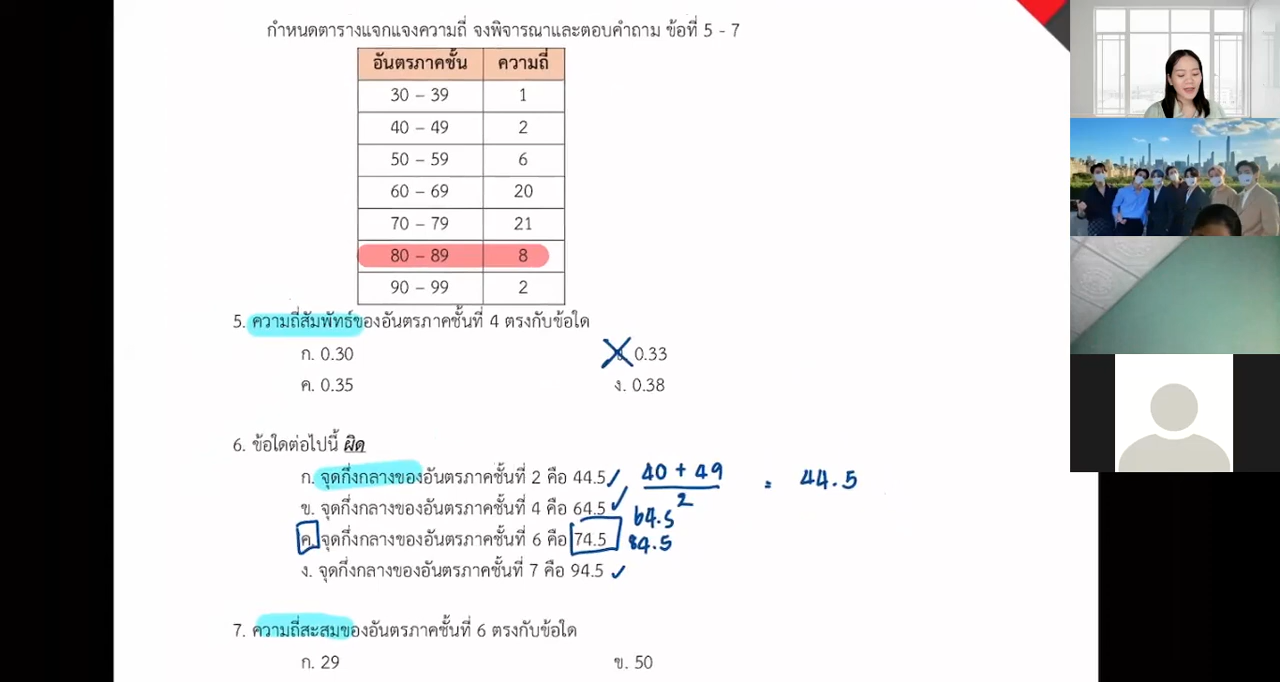 กำหนดตารางแจกแจงความถี่ จงพิจารณาและตอบคำถาม ข้อที่ 5 - 7
อันตรภาคชั้น ความถี่
30 – 39 1
40 – 49 2
50 – 59 6
60 – 69 20
70 – 79 21
80 – 89 8
90 – 99 2
5. ความถี่สัมพัทธ์ของอันตรภาคชั้นที่ 4 ตรงกับข้อใด
ก. 0.30 0.33
ค. 0.35 ง. 0.38
6. ข้อใดต่อไปนี้ ผิด
ก. จุดกึ่งกลางของอันตรภาคชั้นที่ 2 คือ 44.5 ✓ 40 + 49 / 2 = 44.5
ข. จุดกึ่งกลางของอันตรภาคชั้นที่ 4 คือ 64.5 ✓ 64.5
ค. จุดกึ่งกลางของอันตรภาคชั้นที่ 6 คือ 74.5 84.5
ง. จุดกึ่งกลางของอันตรภาคชั้นที่ 7 คือ 94.5 ✓
7. ความถี่สะสมของอันตรภาคชั้นที่ 6 ตรงกับข้อใด
ก. 29 ข. 50